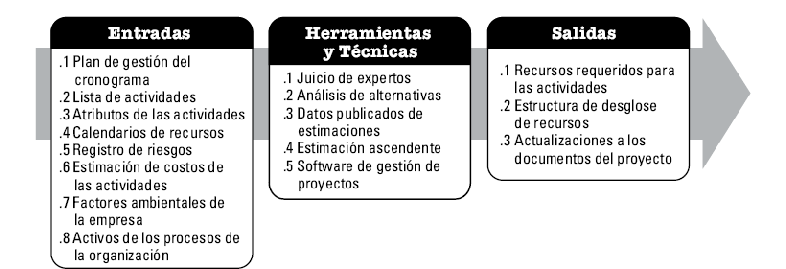 Entradas
.1 Plan de gestión del
cronograma
.2 Lista de actividades
.3 Atributos de las actividades
.4 Calendarios de recursos
.5 Registro de riesgos
.6 Estimación de costos de
las actividades
.7 Factores ambientales de
la empresa
.8 Activos de los procesos de
la organización
Herramientas
y Técnicas
.1 Juicio de expertos
.2 Análisis de alternativas
.3 Datos publicados de
estimaciones
.4 Estimación ascendente
.5 Software de gestión de
proyectos
Salidas
.1 Recursos requeridos para
las actividades
.2 Estructura de desglose
de recursos
.3 Actualizaciones a los
documentos del proyecto